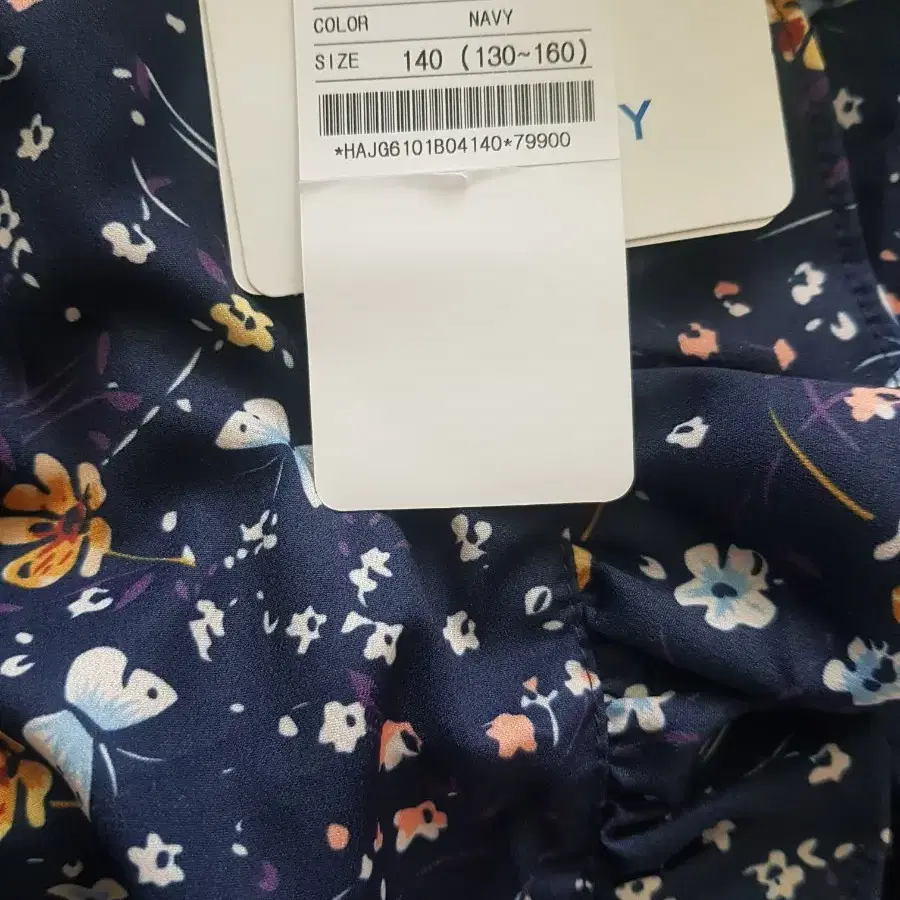 COLOR NAVY
SIZE 140 (130~160)
*HAJG6101B04140*79900
Y